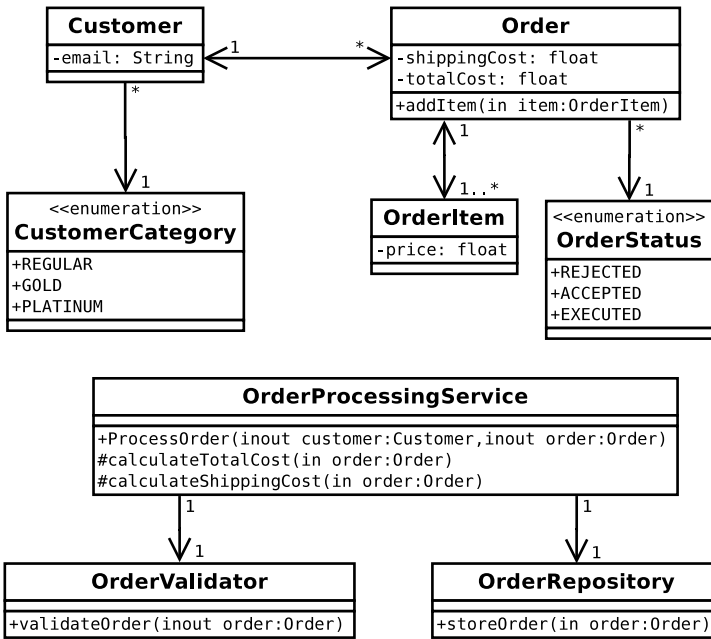 Customer
-email: String
1
*
Order
-shippingCost: float
-totalCost: float
+addItem(in item:OrderItem)
*
1
<<enumeration>>
CustomerCategory
+REGULAR
+GOLD
+PLATINUM
1
1..*
OrderItem
-price: float
*
1
<<enumeration>>
OrderStatus
+REJECTED
+ACCEPTED
+EXECUTED
OrderProcessingService
+ProcessOrder(inout customer:Customer,inout order:Order)
#calculateTotalCost(in order:Order)
#calculateShippingCost(in order:Order)
1
1
OrderValidator
+validateOrder(inout order:Order)
1
1
OrderRepository
+storeOrder(in order:Order)